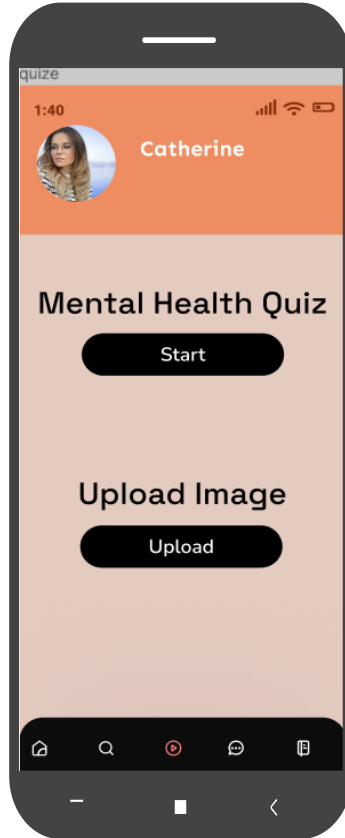 quize
1:40
Catherine
Mental Health Quiz
Start
Upload Image
Upload